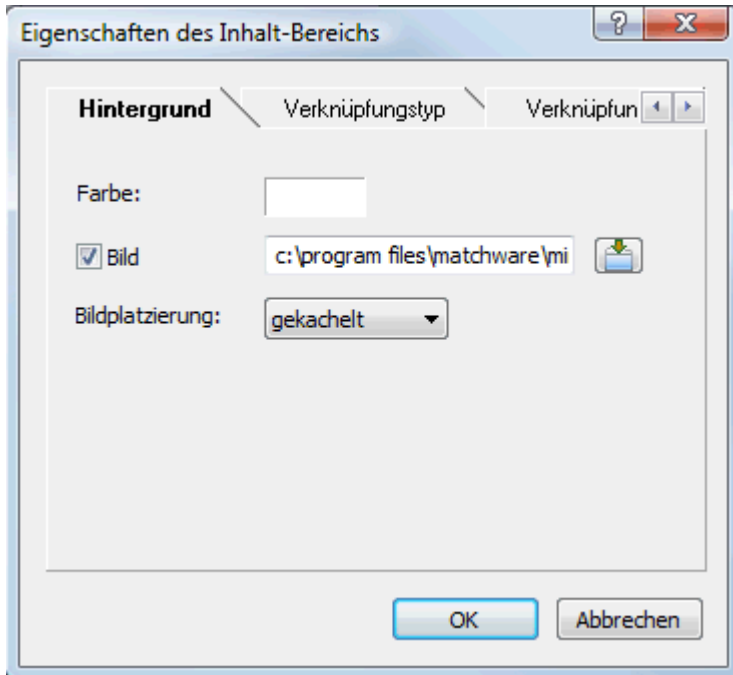 Eigenschaften des Inhalt-Bereichs
Hintergrund Verknüpfungstyp Verknüpfun
Farbe:
Bild c:\program files\matchware\mi
Bildplatzierung: gekachelt
OK Abbrechen